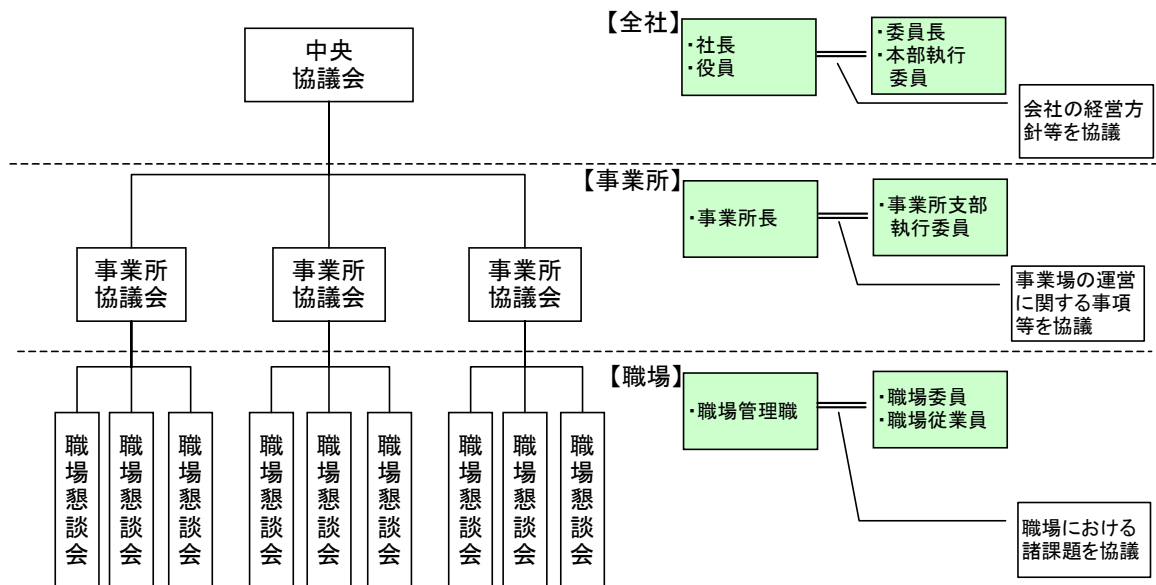 中央
協議会
【全社】
・社長
・役員
・委員長
・本部執行
委員
会社の経営方
針等を協議
【事業所】
・事業所長
・事業所支部
執行委員
事業所
協議会
事業所
協議会
事業所
協議会
事業場の運営
に関する事項
等を協議
【職場】
・職場管理職
・職場委員
・職場従業員
職場懇談会
職場懇談会
職場懇談会
職場懇談会
職場懇談会
職場懇談会
職場懇談会
職場懇談会
職場懇談会
職場における
諸課題を協議